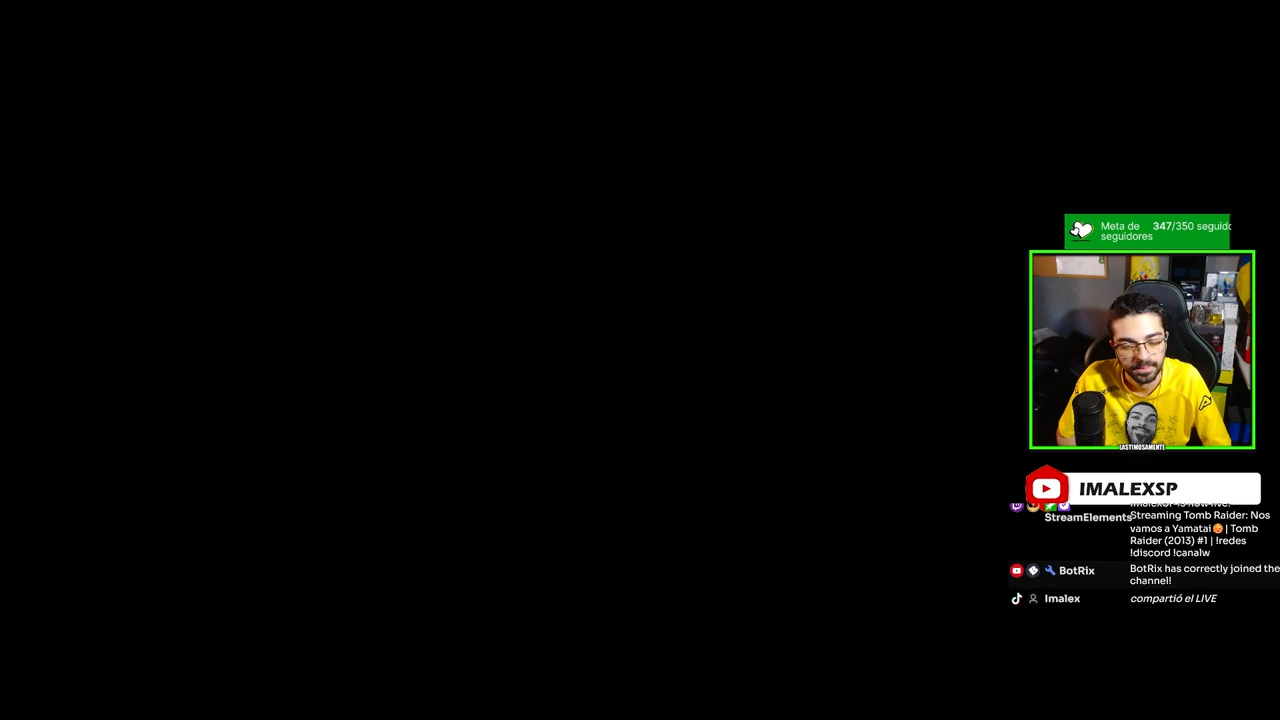 Meta de
seguidores
347/350 seguido
LASTIMOSAMENTE
IMALEXSP
StreamElements
Streaming Tomb Raider: Nos
vamos a Yamatai🥵 | Tomb
Raider (2013) #1 | !redes
!discord !canalw
BotRix
BotRix has correctly joined the
channel!
Imalex
compartió el LIVE